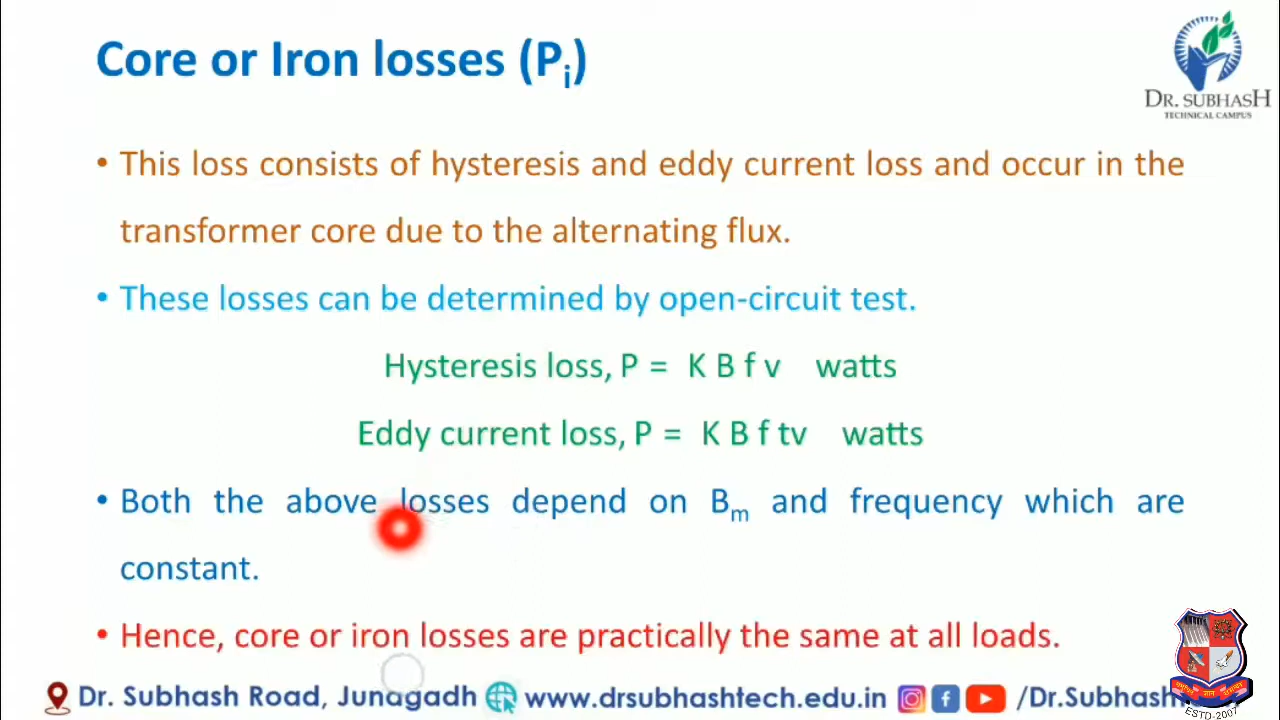 Core or Iron losses (Pi)
DR. SUBHASH
TECHNICAL CAMPUS
• This loss consists of hysteresis and eddy current loss and occur in the
transformer core due to the alternating flux.
• These losses can be determined by open-circuit test.
Hysteresis loss, P = K B f v watts
Eddy current loss, P = K B f tv watts
• Both the above losses depend on Bm and frequency which are
constant.
• Hence, core or iron losses are practically the same at all loads.
Dr. Subhash Road, Junagadh www.drsubhashtech.edu.in /Dr.Subhash
ESTD-2007